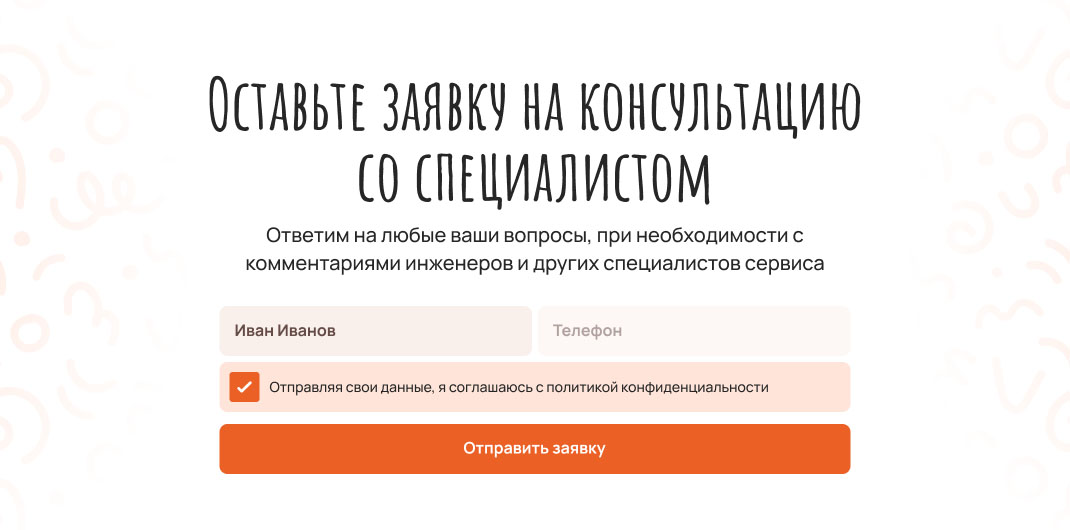 Оставьте заявку на консультацию
со специалистом
Ответим на любые ваши вопросы, при необходимости с
комментариями инженеров и других специалистов сервиса
Иван Иванов
Телефон
Отправляя свои данные, я соглашаюсь с политикой конфиденциальности
Отправить заявку